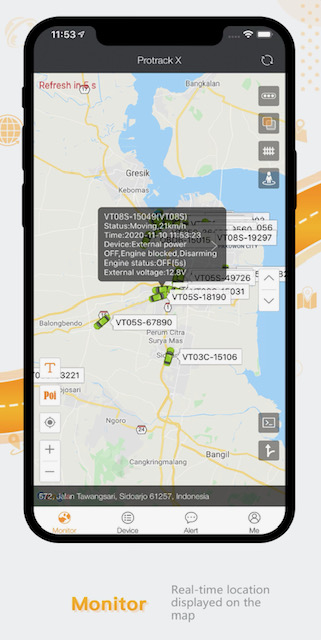 11:53
Protrack X
Refresh in 5 s
Bangkalan
Gresik
Kebomas
VT08S-15049(VT08S)
Status:Moving,21km/h
Time:2020-11-10 11:53:23
Device:External power
OFF,Engine blocked,Disarming
Engine status:OFF(5s)
External voltage:12.8V
VT08S-19297
VT05S-49726
VT05S-18190
VT05S-67890
Balongbendo
Perum Citra
Surya Mas
VT03C-15106
T
Poi
Ngoro
24
Bangil
Cangkringmalang
572, Jalan Tawangsari, Sidoarjo 61257, Indonesia
Monitor
Device
Alert
Me
Monitor
Real-time location
displayed on the
map